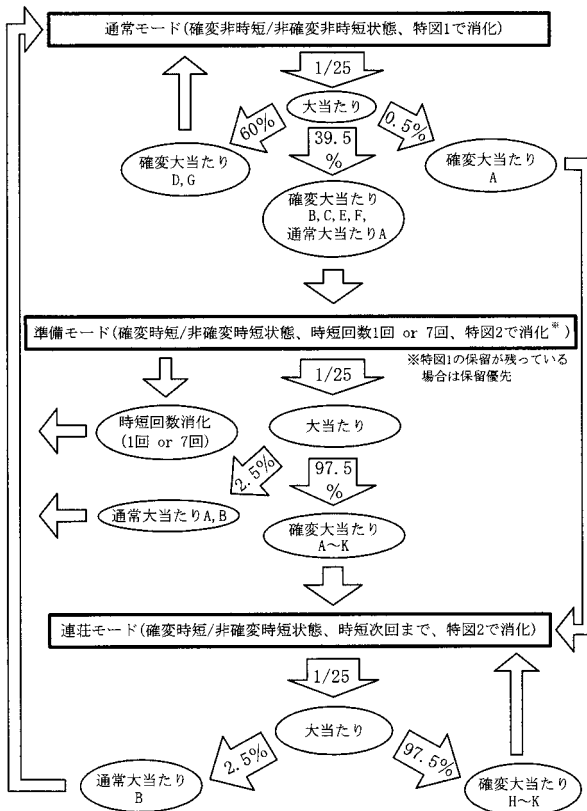 通常モード(確変非時短/非確変非時短状態、特図1で消化)
1/25
大当たり
60%
39.5
%
0.5%
確変大当たり
D,G
確変大当たり
A
確変大当たり
B,C,E,F,
通常大当たりA
準備モード(確変時短/非確変時短状態、時短回数1回 or 7回、特図2で消化※)
※特図1の保留が残っている
場合は保留優先
1/25
時短回数消化
(1回 or 7回)
大当たり
2.5%
97.5
%
通常大当たりA,B
確変大当たり
A～K
連荘モード(確変時短/非確変時短状態、時短次回まで、特図2で消化)
1/25
大当たり
2.5%
97.5%
通常大当たり
B
確変大当たり
H～K